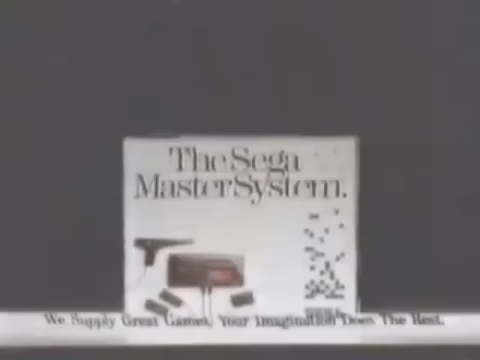 The Sega
Master System.
We Supply Great Games, Your Imagination Does The Rest.